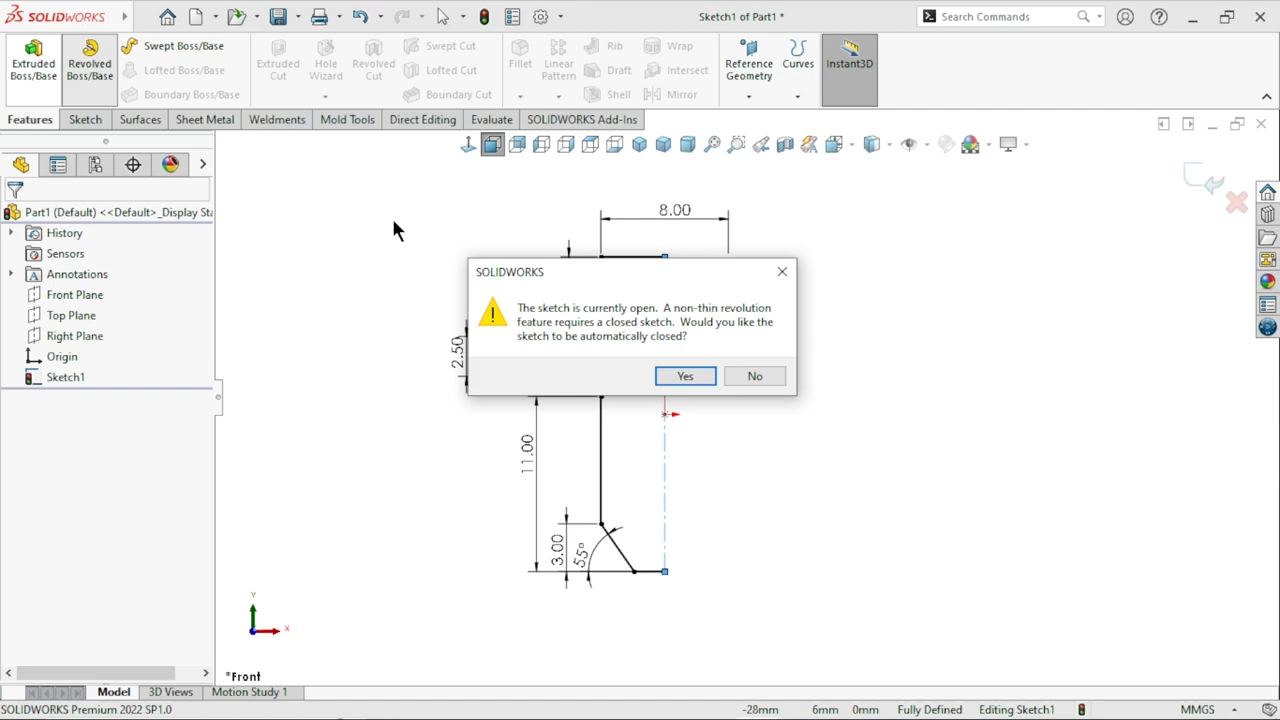 SOLIDWORKS
Sketch1 of Part1 *
Search Commands
Extruded Boss/Base
Revolved Boss/Base
Swept Boss/Base
Lofted Boss/Base
Boundary Boss/Base
Extruded Cut
Hole Wizard
Revolved Cut
Swept Cut
Lofted Cut
Boundary Cut
Fillet
Linear Pattern
Rib
Draft
Shell
Wrap
Intersect
Mirror
Reference Geometry
Curves
Instant3D
Features
Sketch
Surfaces
Sheet Metal
Weldments
Mold Tools
Direct Editing
Evaluate
SOLIDWORKS Add-Ins
Part1 (Default) <<Default>_Display Sta
History
Sensors
Annotations
Front Plane
Top Plane
Right Plane
Origin
Sketch1
8.00
SOLIDWORKS
The sketch is currently open. A non-thin revolution
feature requires a closed sketch. Would you like the
sketch to be automatically closed?
Yes
No
2.50
11.00
3.00
55°
Y
X
*Front
Model
3D Views
Motion Study 1
SOLIDWORKS Premium 2022 SP1.0
-28mm
6mm
0mm
Fully Defined
Editing Sketch1
MMGS